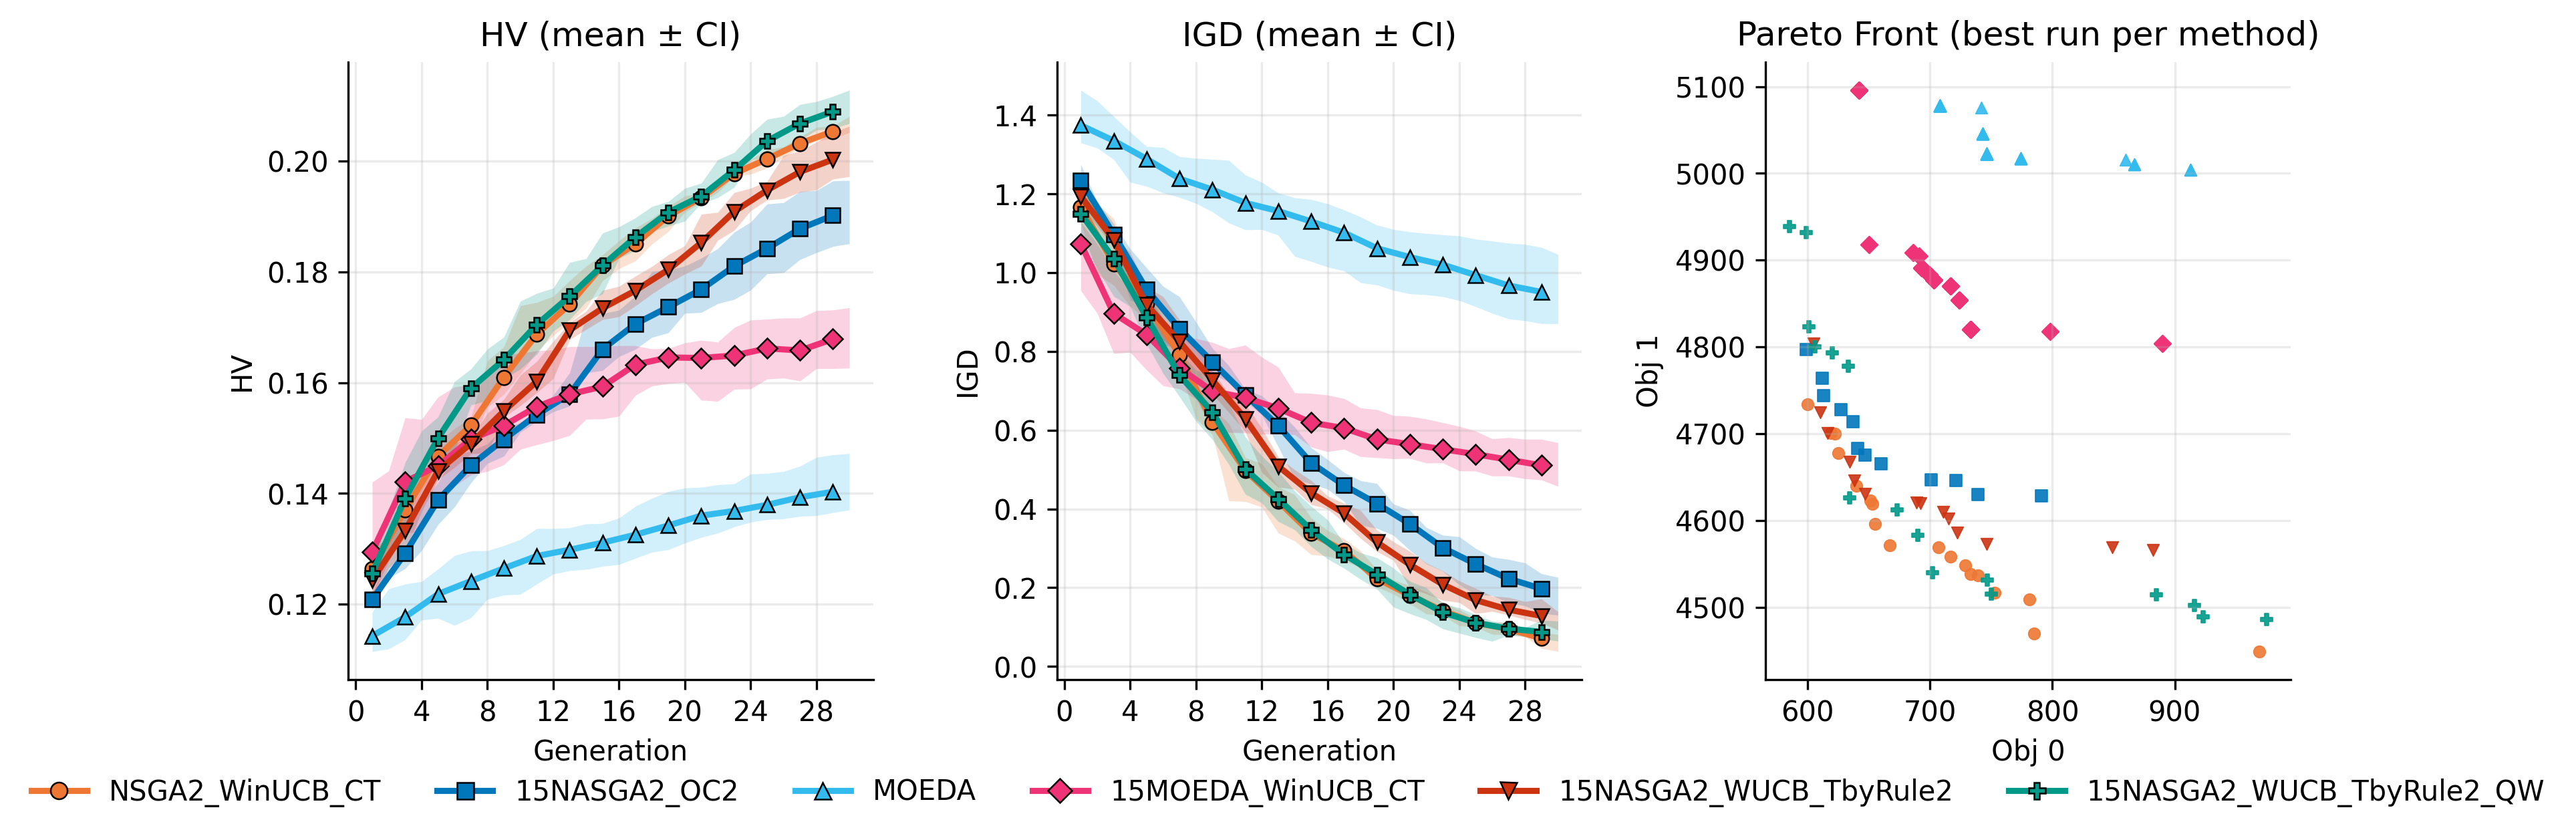 HV (mean ± CI)
HV
0.20
0.18
0.16
0.14
0.12
0 4 8 12 16 20 24 28
Generation
IGD (mean ± CI)
IGD
1.4
1.2
1.0
0.8
0.6
0.4
0.2
0.0
0 4 8 12 16 20 24 28
Generation
Pareto Front (best run per method)
Obj 1
5100
5000
4900
4800
4700
4600
4500
600 700 800 900
Obj 0
NSGA2_WinUCB_CT 15NASGA2_OC2 MOEDA 15MOEDA_WinUCB_CT 15NASGA2_WUCB_TbyRule2 15NASGA2_WUCB_TbyRule2_QW